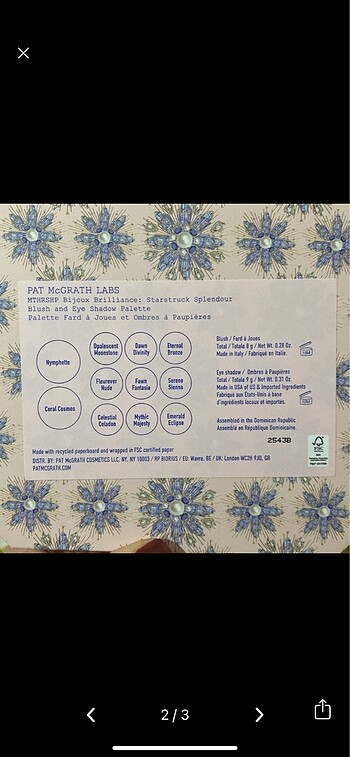 PAT McGRATH LABS
MTHRSHP Bijoux Brilliance: Starstruck Splendour
Blush and Eye Shadow Palette
Palette Fard à Joues et Ombres à Paupières
Nymphette
Coral Cosmos
Opalescent
Moonstone
Dawn
Divinity
Eternal
Bronze
Fleurever
Nude
Fawn
Fantasia
Serene
Sienna
Celestial
Celadon
Mythic
Majesty
Emerald
Eclipse
Blush / Fard à Joues
Total / Totale 8 g / Net Wt. 0.28 Oz.
Made in Italy / Fabriqué en Italie.
Eye shadow / Ombres à Paupières
Total / Totale 9 g / Net Wt. 0.31 Oz.
Made in USA of US & Imported Ingredients
Fabriqué aux États-Unis à base
d'ingrédients locaux et importés.
Assembled in the Dominican Republic
Assemblé en République Dominicaine.
2543B
FSC
Made with recycled paperboard and wrapped in FSC certified paper
DISTR. BY: PAT McGRATH COSMETICS LLC, NY, NY 10003 / RP BIORIUS / EU: Wavre, BE / UK: London WC2H 9JQ, GB
PATMCGRATH.COM
2/3